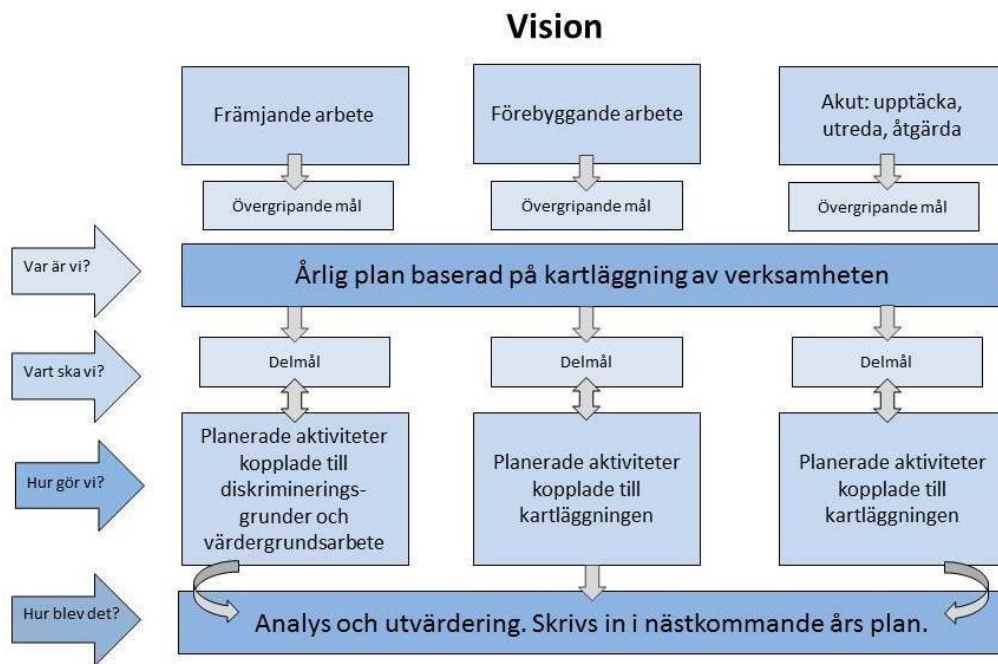 Vision
Främjande arbete
Förebyggande arbete
Akut: upptäcka,
utreda, åtgärda
Övergripande mål
Övergripande mål
Övergripande mål
Var är vi?
Årlig plan baserad på kartläggning av verksamheten
Vart ska vi?
Delmål
Delmål
Delmål
Hur gör vi?
Planerade aktiviteter
kopplade till
diskriminerings-
grunder och
värdergrundsarbete
Planerade aktiviteter
kopplade till
kartläggningen
Planerade aktiviteter
kopplade till
kartläggningen
Hur blev det?
Analys och utvärdering. Skrivs in i nästkommande års plan.